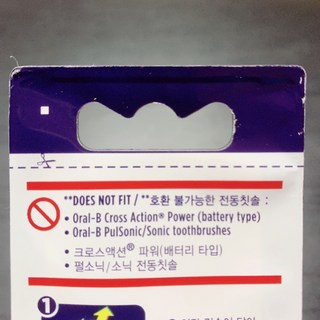 **DOES NOT FIT / **호환 불가능한 전동칫솔 :
• Oral-B Cross Action® Power (battery type)
• Oral-B PulSonic/Sonic toothbrushes
• 크로스액션® 파워(배터리 타입)
• 펄소닉/소닉 전동칫솔
1